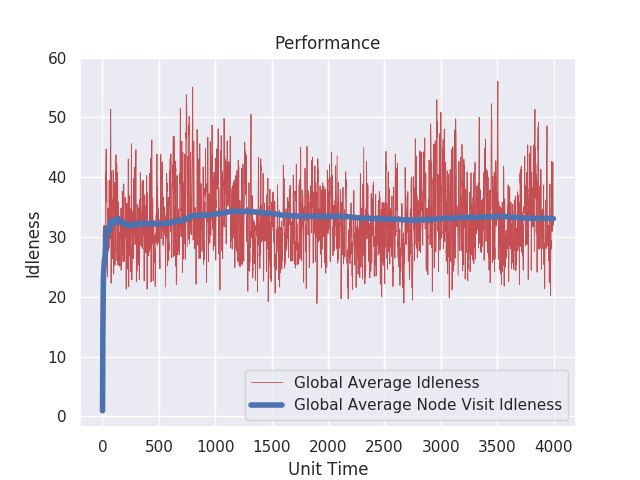 Performance
60
50
40
30
20
10
0
Idleness
Global Average Idleness
Global Average Node Visit Idleness
0 500 1000 1500 2000 2500 3000 3500 4000
Unit Time